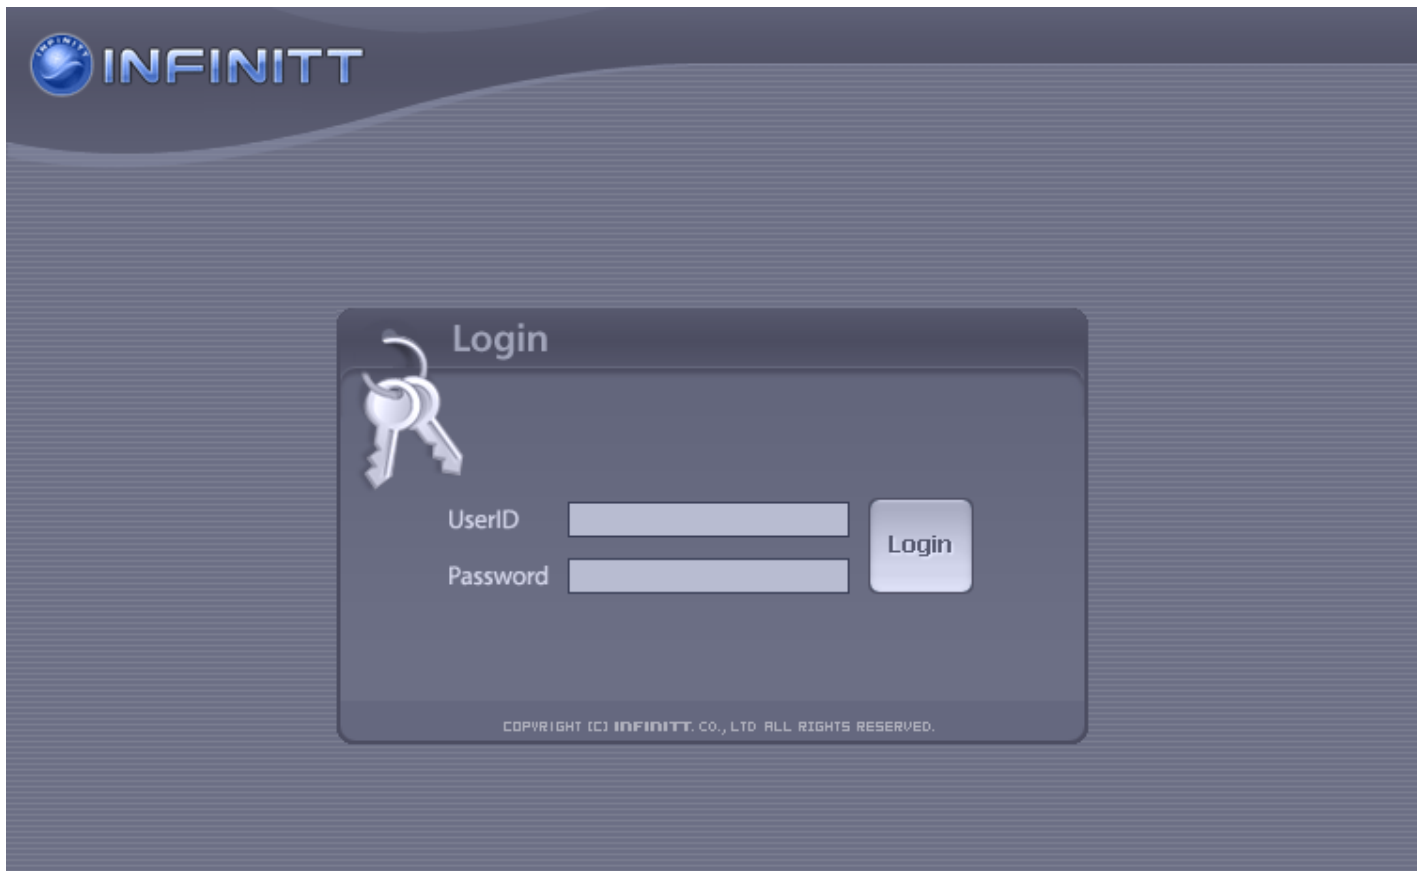 INFINITT
Login
UserID
Login
Password
COPYRIGHT (C) INFINITT. CO., LTD ALL RIGHTS RESERVED.